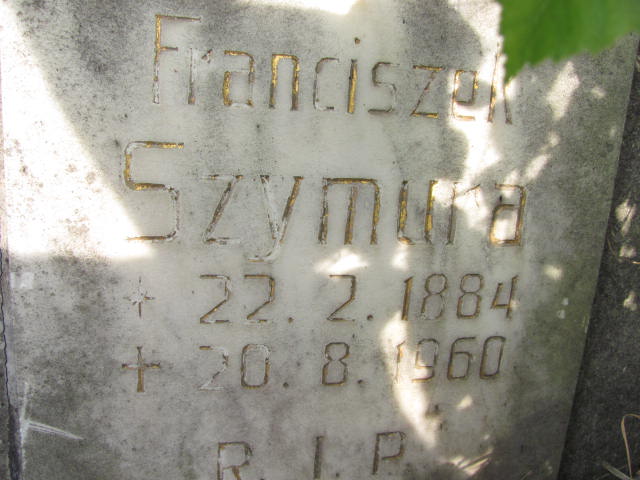 Franciszek
Szymura
* 22. 2. 1884
+ 20. 8. 1960
R. I. P.